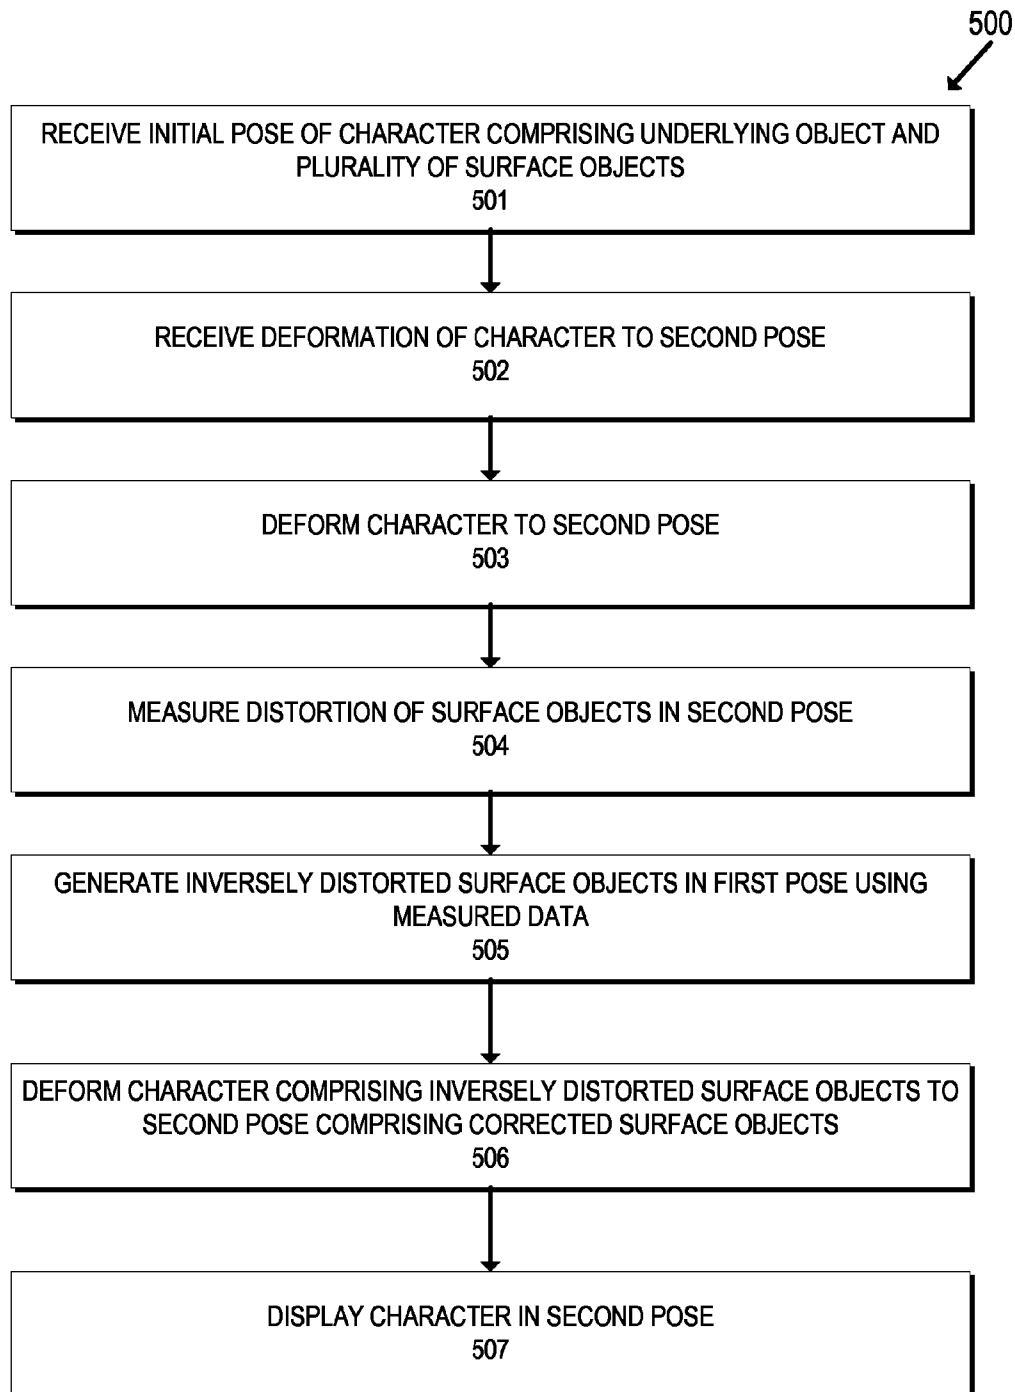 500
RECEIVE INITIAL POSE OF CHARACTER COMPRISING UNDERLYING OBJECT AND
PLURALITY OF SURFACE OBJECTS
501
RECEIVE DEFORMATION OF CHARACTER TO SECOND POSE
502
DEFORM CHARACTER TO SECOND POSE
503
MEASURE DISTORTION OF SURFACE OBJECTS IN SECOND POSE
504
GENERATE INVERSELY DISTORTED SURFACE OBJECTS IN FIRST POSE USING
MEASURED DATA
505
DEFORM CHARACTER COMPRISING INVERSELY DISTORTED SURFACE OBJECTS TO
SECOND POSE COMPRISING CORRECTED SURFACE OBJECTS
506
DISPLAY CHARACTER IN SECOND POSE
507